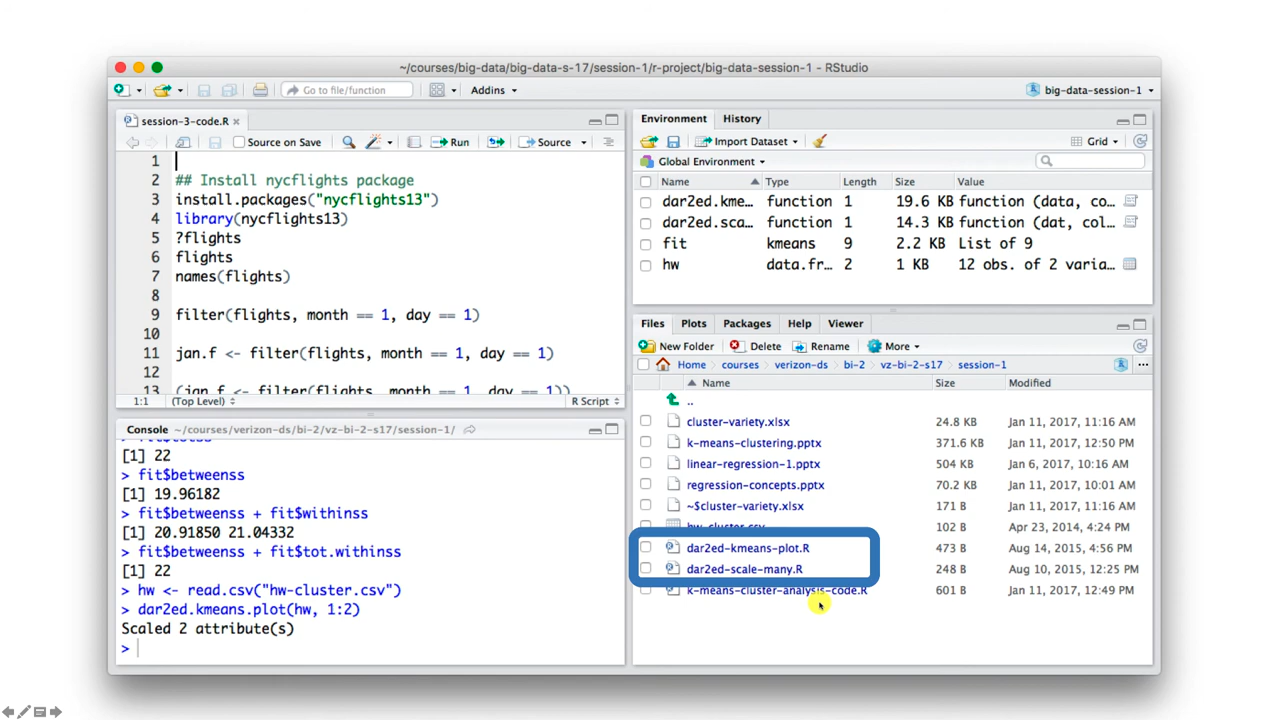 ~/courses/big-data/big-data-s-17/session-1/r-project/big-data-session-1 - RStudio
Go to file/function
Addins
big-data-session-1
session-3-code.R
Source on Save
Run
Source
1
2 ## Install nycflights package
3 install.packages("nycflights13")
4 library(nycflights13)
5 ?flights
6 flights
7 names(flights)
8
9 filter(flights, month == 1, day == 1)
10
11 jan.f <- filter(flights, month == 1, day == 1)
12
13 (jan.f <- filter(flights, month == 1, day == 1))
1:1 (Top Level) R Script
Console ~/courses/verizon-ds/bi-2/vz-bi-2-s17/session-1/
[1] 22
> fit$betweenss
[1] 19.96182
> fit$betweenss + fit$withinss
[1] 20.91850 21.04332
> fit$betweenss + fit$tot.withinss
[1] 22
> hw <- read.csv("hw-cluster.csv")
> dar2ed.kmeans.plot(hw, 1:2)
Scaled 2 attribute(s)
>
Environment History
Import Dataset
Grid
Global Environment
Name Type Length Size Value
dar2ed.kme… function 1 19.6 KB function (data, co…
dar2ed.sca… function 1 14.3 KB function (dat, col…
fit kmeans 9 2.2 KB List of 9
hw data.fr… 2 1 KB 12 obs. of 2 varia…
Files Plots Packages Help Viewer
New Folder Delete Rename More
Home courses verizon-ds bi-2 vz-bi-2-s17 session-1
Name Size Modified
..
cluster-variety.xlsx 24.8 KB Jan 11, 2017, 11:16 AM
k-means-clustering.pptx 371.6 KB Jan 11, 2017, 12:50 PM
linear-regression-1.pptx 504 KB Jan 6, 2017, 10:16 AM
regression-concepts.pptx 70.2 KB Jan 11, 2017, 10:01 AM
~$cluster-variety.xlsx 171 B Jan 11, 2017, 11:16 AM
hw-cluster.csv 102 B Apr 23, 2014, 4:24 PM
dar2ed-kmeans-plot.R 473 B Aug 14, 2015, 4:56 PM
dar2ed-scale-many.R 248 B Aug 10, 2015, 12:25 PM
k-means-cluster-analysis-code.R 601 B Jan 11, 2017, 12:49 PM